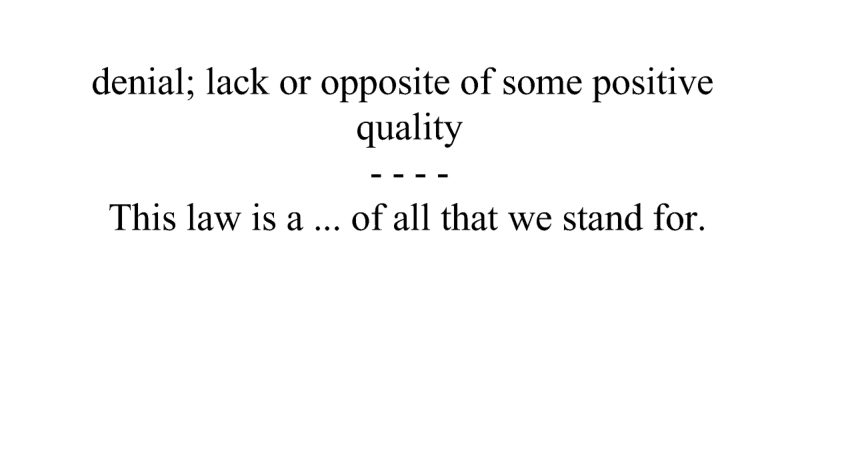 denial; lack or opposite of some positive
quality
- - - -
This law is a ... of all that we stand for.